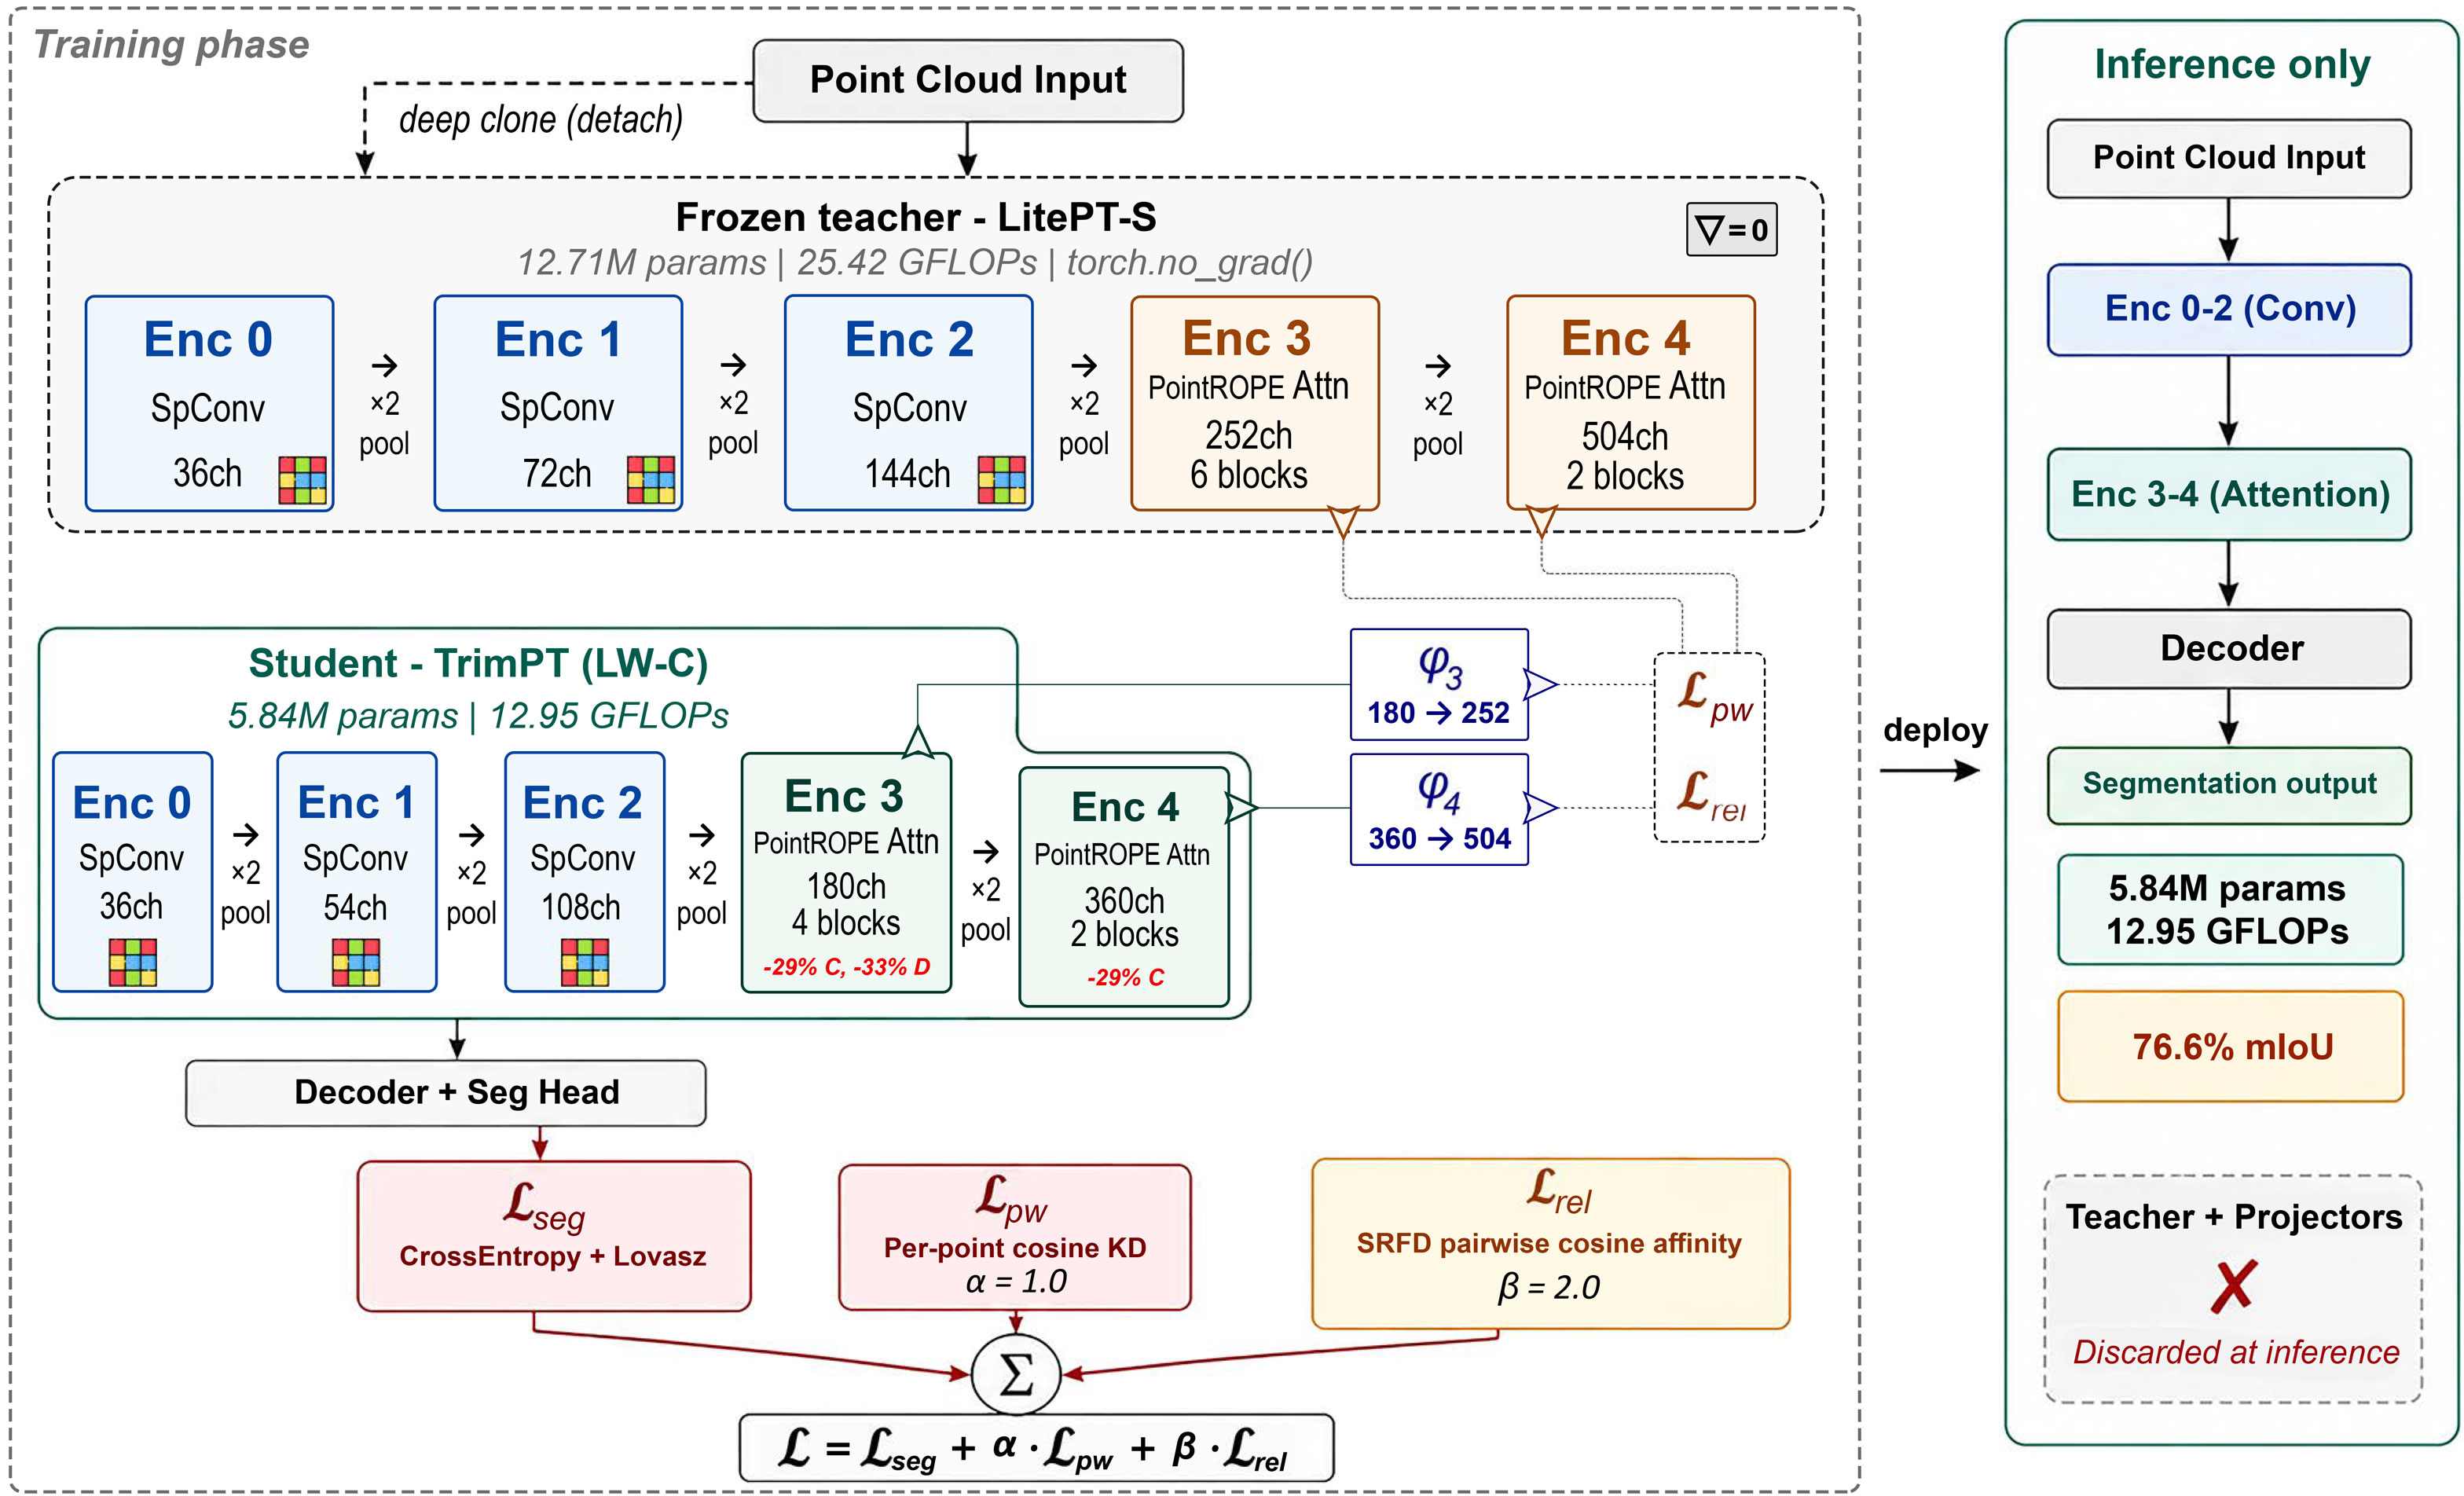 Training phase
Point Cloud Input
deep clone (detach)
Frozen teacher - LitePT-S
12.71M params | 25.42 GFLOPs | torch.no_grad()
∇ = 0
Enc 0
SpConv
36ch
→
×2
pool
Enc 1
SpConv
72ch
→
×2
pool
Enc 2
SpConv
144ch
→
×2
pool
Enc 3
PointROPE Attn
252ch
6 blocks
→
×2
pool
Enc 4
PointROPE Attn
504ch
2 blocks
Student - TrimPT (LW-C)
5.84M params | 12.95 GFLOPs
Enc 0
SpConv
36ch
→
×2
pool
Enc 1
SpConv
54ch
→
×2
pool
Enc 2
SpConv
108ch
→
×2
pool
Enc 3
PointROPE Attn
180ch
4 blocks
-29% C, -33% D
→
×2
pool
Enc 4
PointROPE Attn
360ch
2 blocks
-29% C
φ3
180 → 252
φ4
360 → 504
ℒpw
ℒrel
Decoder + Seg Head
ℒseg
CrossEntropy + Lovasz
ℒpw
Per-point cosine KD
α = 1.0
ℒrel
SRFD pairwise cosine affinity
β = 2.0
Σ
ℒ = ℒseg + α · ℒpw + β · ℒrel
deploy
Inference only
Point Cloud Input
Enc 0-2 (Conv)
Enc 3-4 (Attention)
Decoder
Segmentation output
5.84M params
12.95 GFLOPs
76.6% mIoU
Teacher + Projectors
✗
Discarded at inference